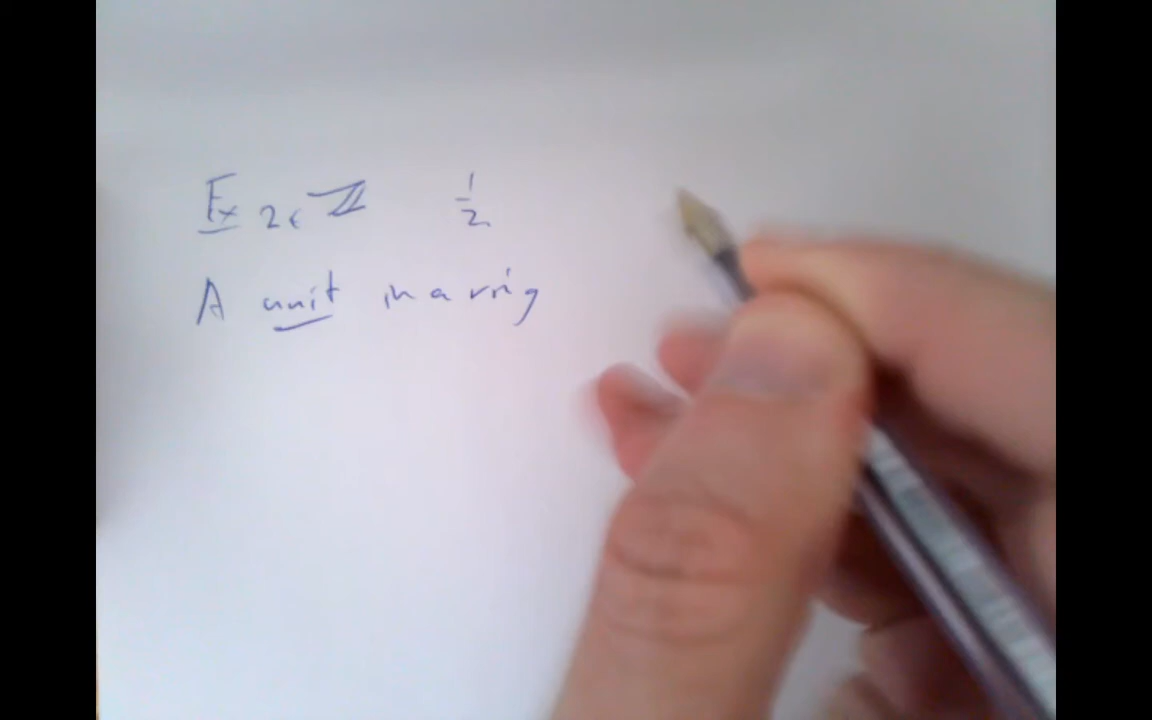 Ex 2 ∈ ℤ 1/2
A unit in a ring